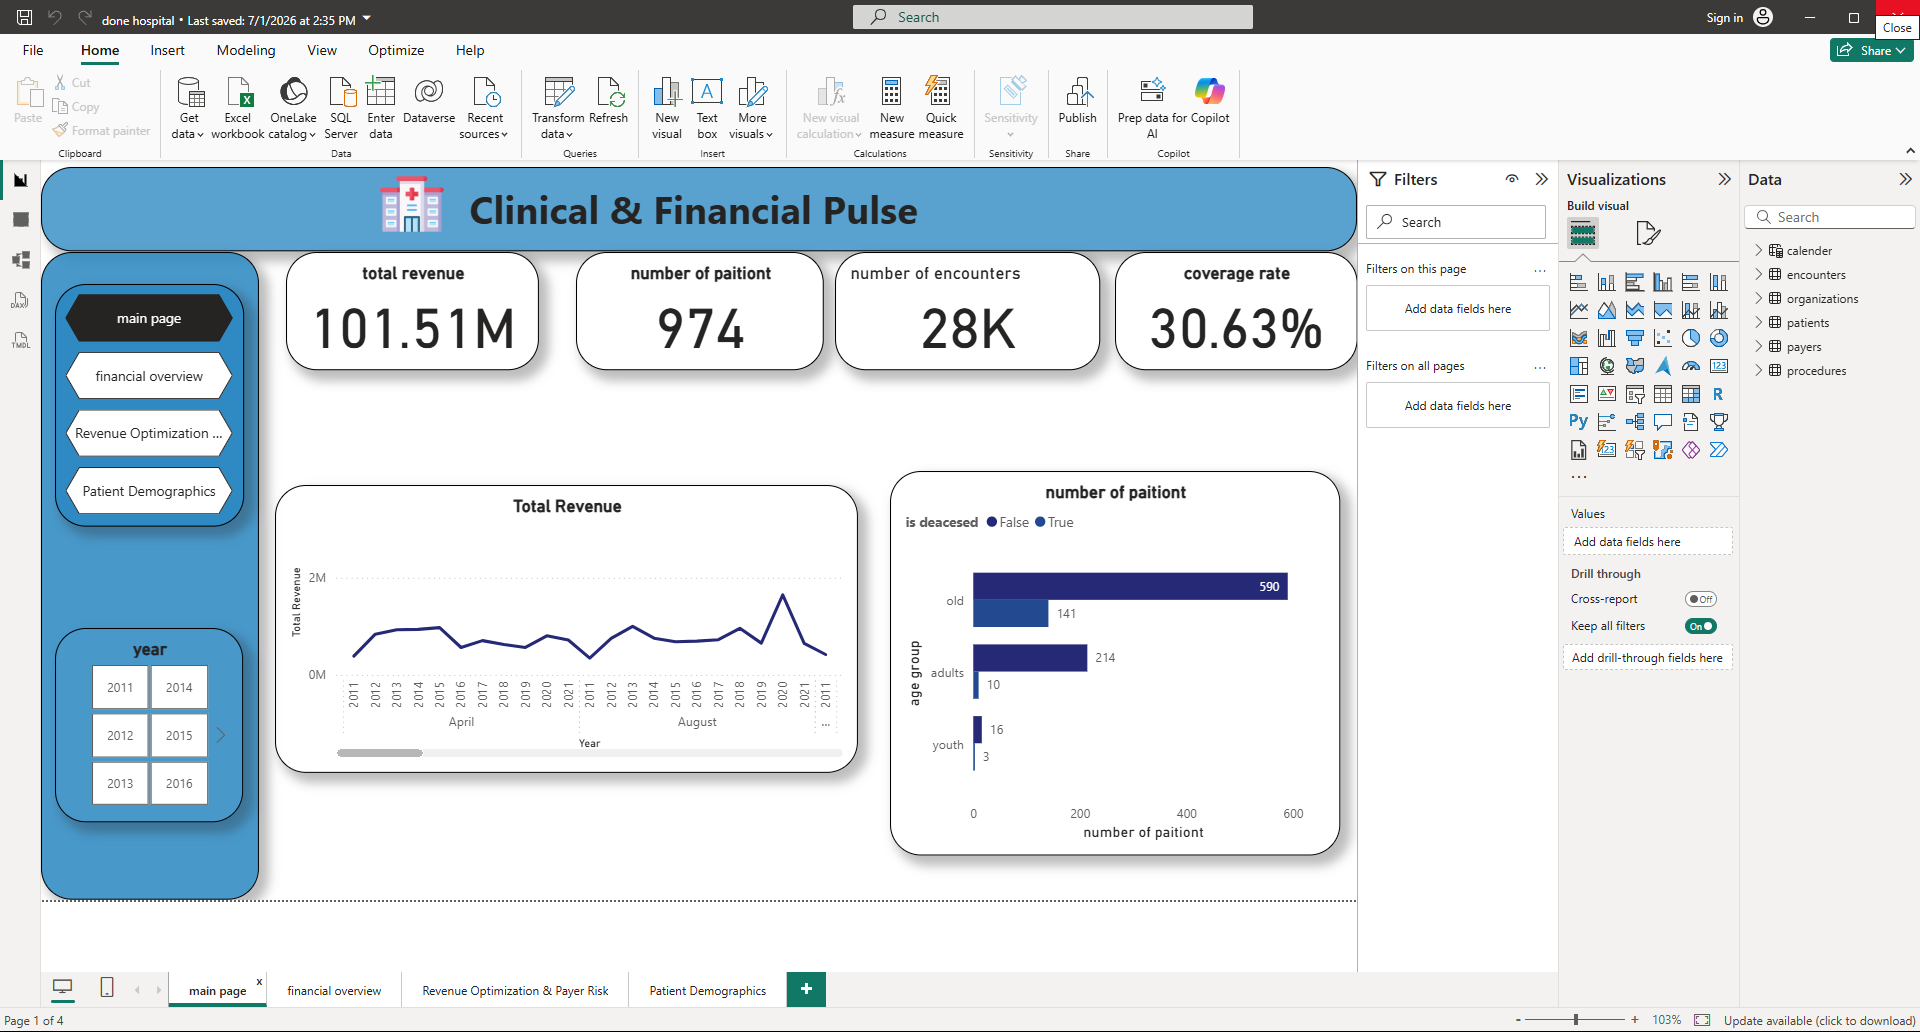 done hospital • Last saved: 7/1/2026 at 2:35 PM
Search
Sign in
Close
File Home Insert Modeling View Optimize Help
Share
Paste
Cut
Copy
Format painter
Clipboard
Get data
Excel workbook
OneLake catalog
SQL Server
Enter data
Dataverse
Recent sources
Data
Transform data
Refresh
Queries
New visual
Text box
More visuals
Insert
New visual calculation
New measure
Quick measure
Calculations
Sensitivity
Sensitivity
Publish
Share
Prep data for AI
Copilot
Copilot
DAX
TMDL
Clinical & Financial Pulse
main page
financial overview
Revenue Optimization ...
Patient Demographics
year
2011 2014
2012 2015
2013 2016
total revenue
101.51M
number of paitiont
974
number of encounters
28K
coverage rate
30.63%
Total Revenue
Total Revenue
2M
0M
2011 2012 2013 2014 2015 2016 2017 2018 2019 2020 2021 2011 2012 2013 2014 2015 2016 2017 2018 2019 2020 2021 2011
April August ...
Year
number of paitiont
is deacesed False True
age group
old
590
141
adults
214
10
youth
16
3
0 200 400 600
number of paitiont
Filters
Search
Filters on this page ...
Add data fields here
Filters on all pages ...
Add data fields here
Visualizations
Build visual
123
R
Py
123
...
Values
Add data fields here
Drill through
Cross-report Off
Keep all filters On
Add drill-through fields here
Data
Search
calender
encounters
organizations
patients
payers
procedures
main page x
financial overview
Revenue Optimization & Payer Risk
Patient Demographics
+
Page 1 of 4
- + 103%
Update available (click to download)